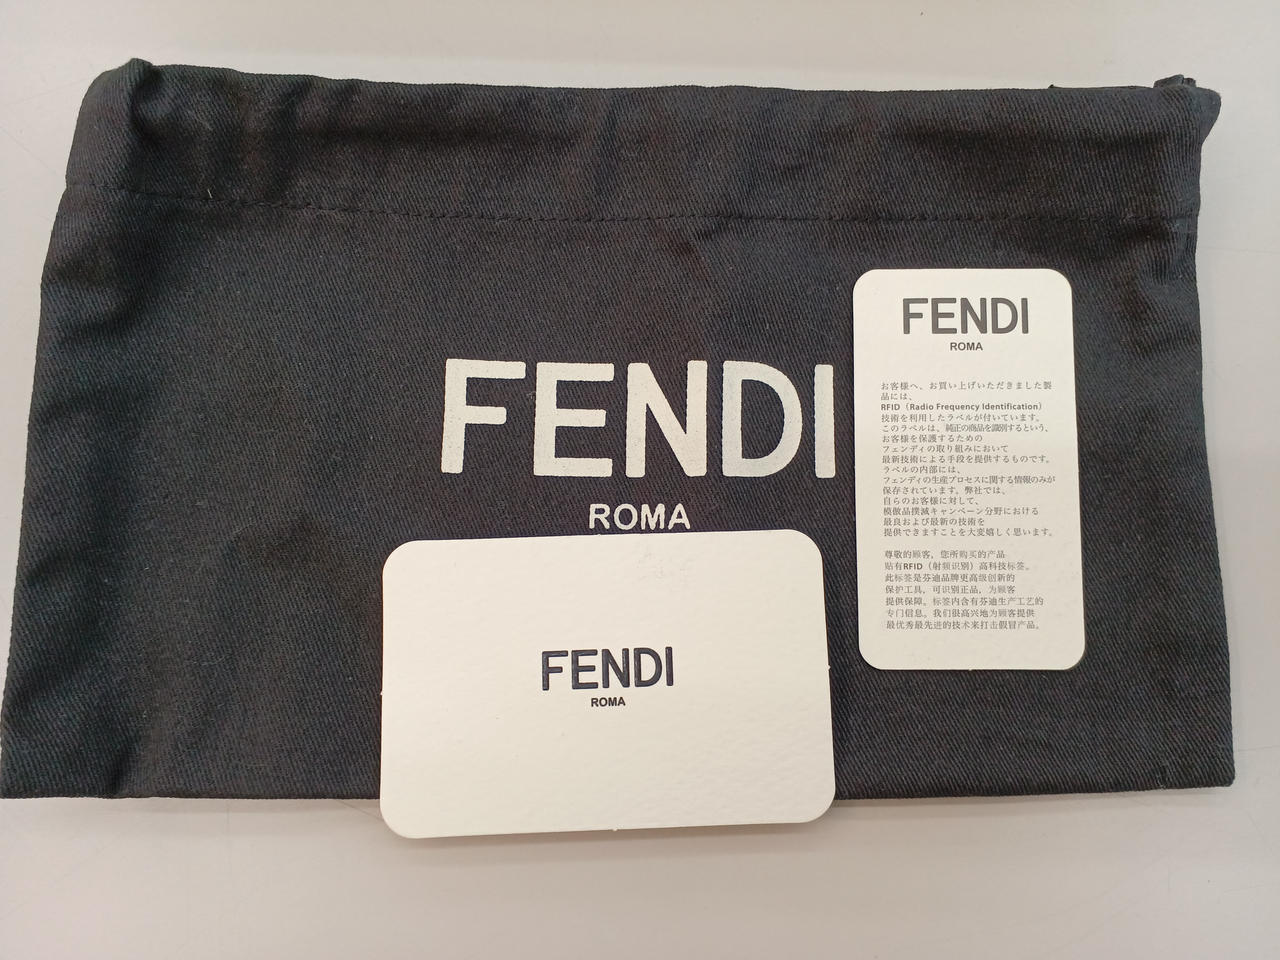 FENDI
ROMA
FENDI
ROMA
お客様へ、お買い上げいただきました製
品には、
RFID（Radio Frequency Identification）
技術を利用したラベルが付いています。
このラベルは、純正の商品を識別するという、
お客様を保護するための
フェンディの取り組みにおいて
最新技術による手段を提供するものです。
ラベルの内部には、
フェンディの生産プロセスに関する情報のみが
保存されています。弊社では、
自らのお客様に対して、
模倣品撲滅キャンペーン分野における
最良および最新の技術を
提供できますことを大変嬉しく思います。
尊敬的顾客，您所购买的产品
贴有RFID（射频识别）高科技标签。
此标签是芬迪品牌更高级创新的
保护工具，可识别正品，为顾客
提供保障。标签内含有芬迪生产工艺的
专门信息。我们很高兴地为顾客提供
最优秀最先进的技术来打击假冒产品。
FENDI
ROMA